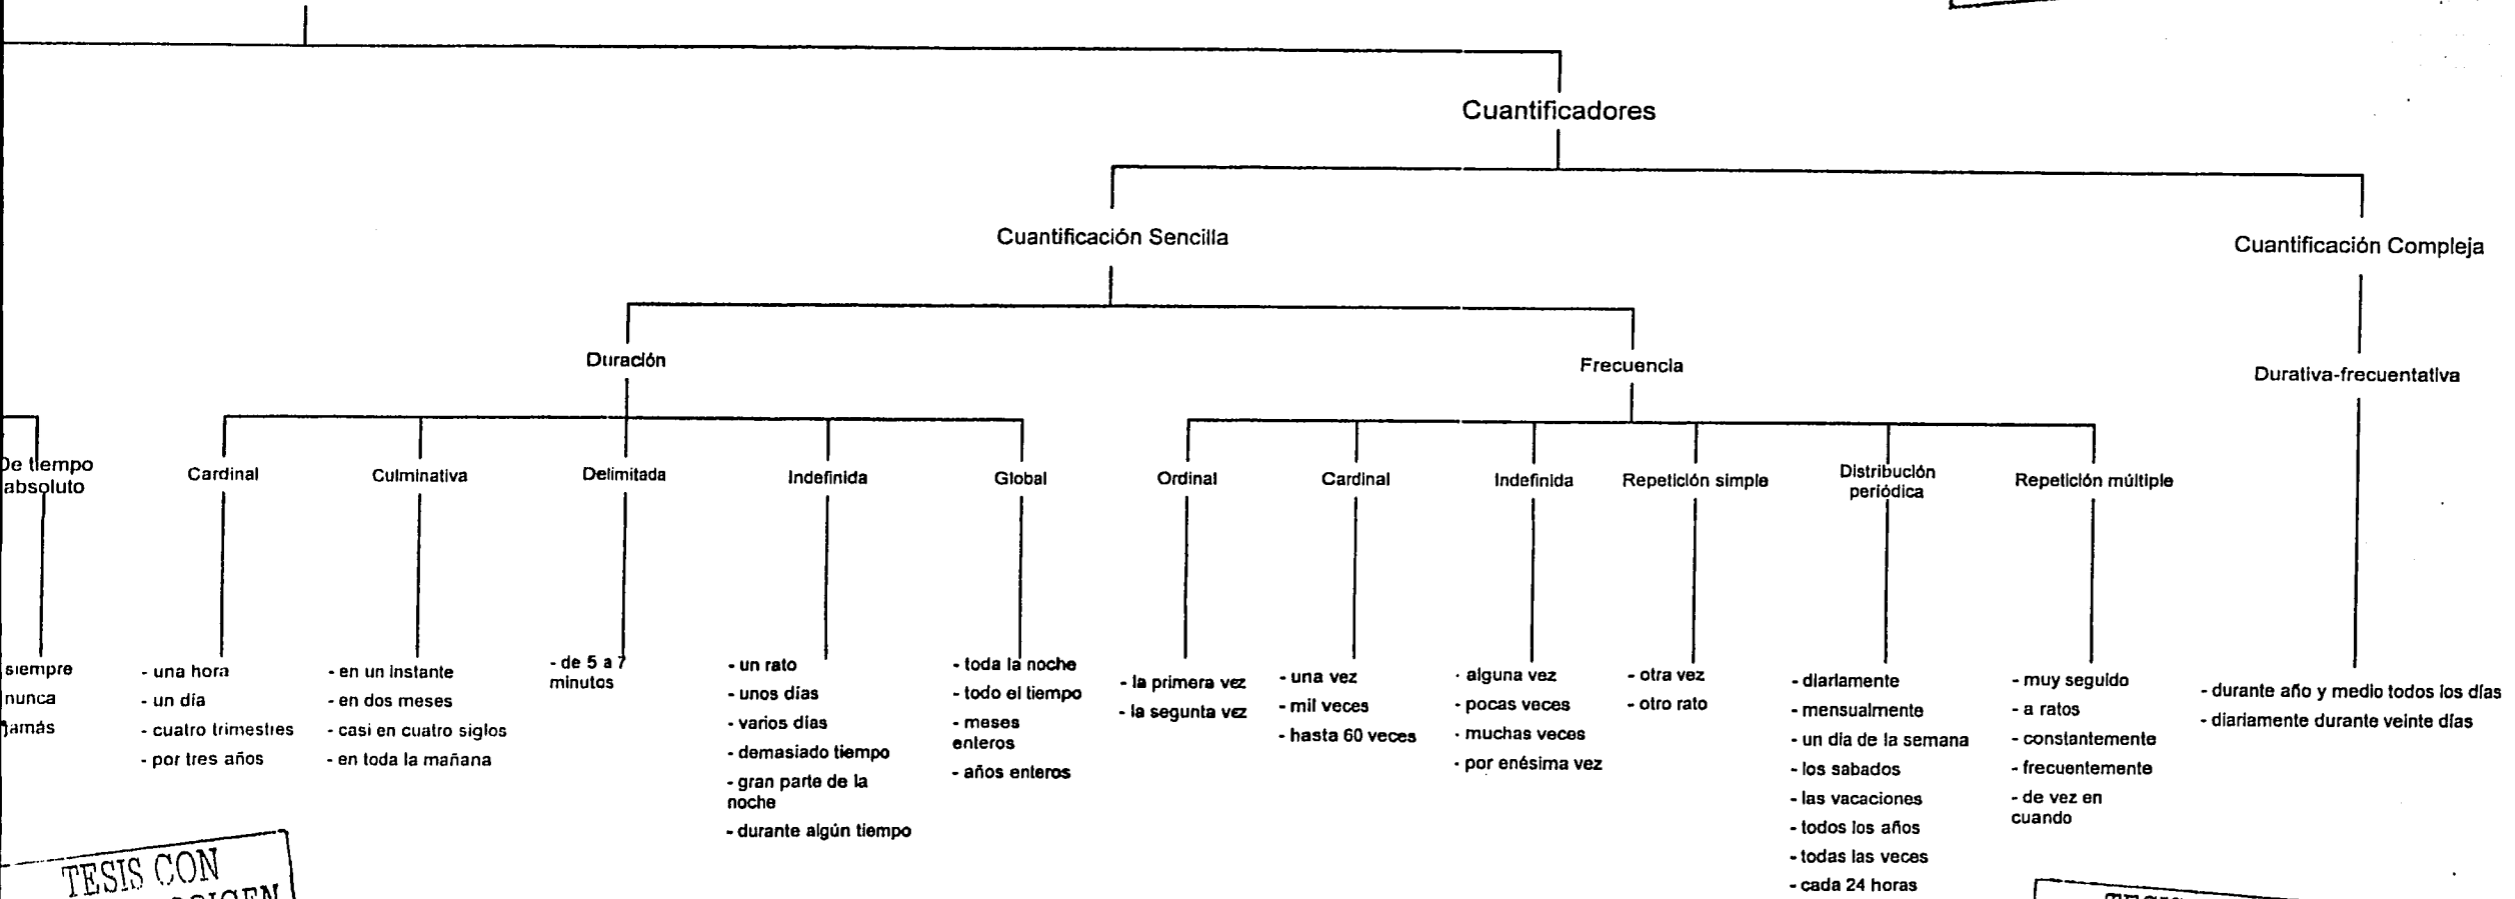 Cuantificadores
Cuantificación Sencilla
Cuantificación Compleja
Duración
Frecuencia
Durativa-frecuentativa
De tiempo
absoluto
Cardinal
Culminativa
Delimitada
Indefinida
Global
Ordinal
Cardinal
Indefinida
Repetición simple
Distribución
periódica
Repetición múltiple
siempre
nunca
jamás
- una hora
- un día
- cuatro trimestres
- por tres años
- en un instante
- en dos meses
- casi en cuatro siglos
- en toda la mañana
- de 5 a 7
minutos
- un rato
- unos días
- varios días
- demasiado tiempo
- gran parte de la
noche
- durante algún tiempo
- toda la noche
- todo el tiempo
- meses
enteros
- años enteros
- la primera vez
- la segunta vez
- una vez
- mil veces
- hasta 60 veces
- alguna vez
- pocas veces
- muchas veces
- por enésima vez
- otra vez
- otro rato
- diariamente
- mensualmente
- un día de la semana
- los sabados
- las vacaciones
- todos los años
- todas las veces
- cada 24 horas
- muy seguido
- a ratos
- constantemente
- frecuentemente
- de vez en
cuando
- durante año y medio todos los días
- diariamente durante veinte días
TESIS CON